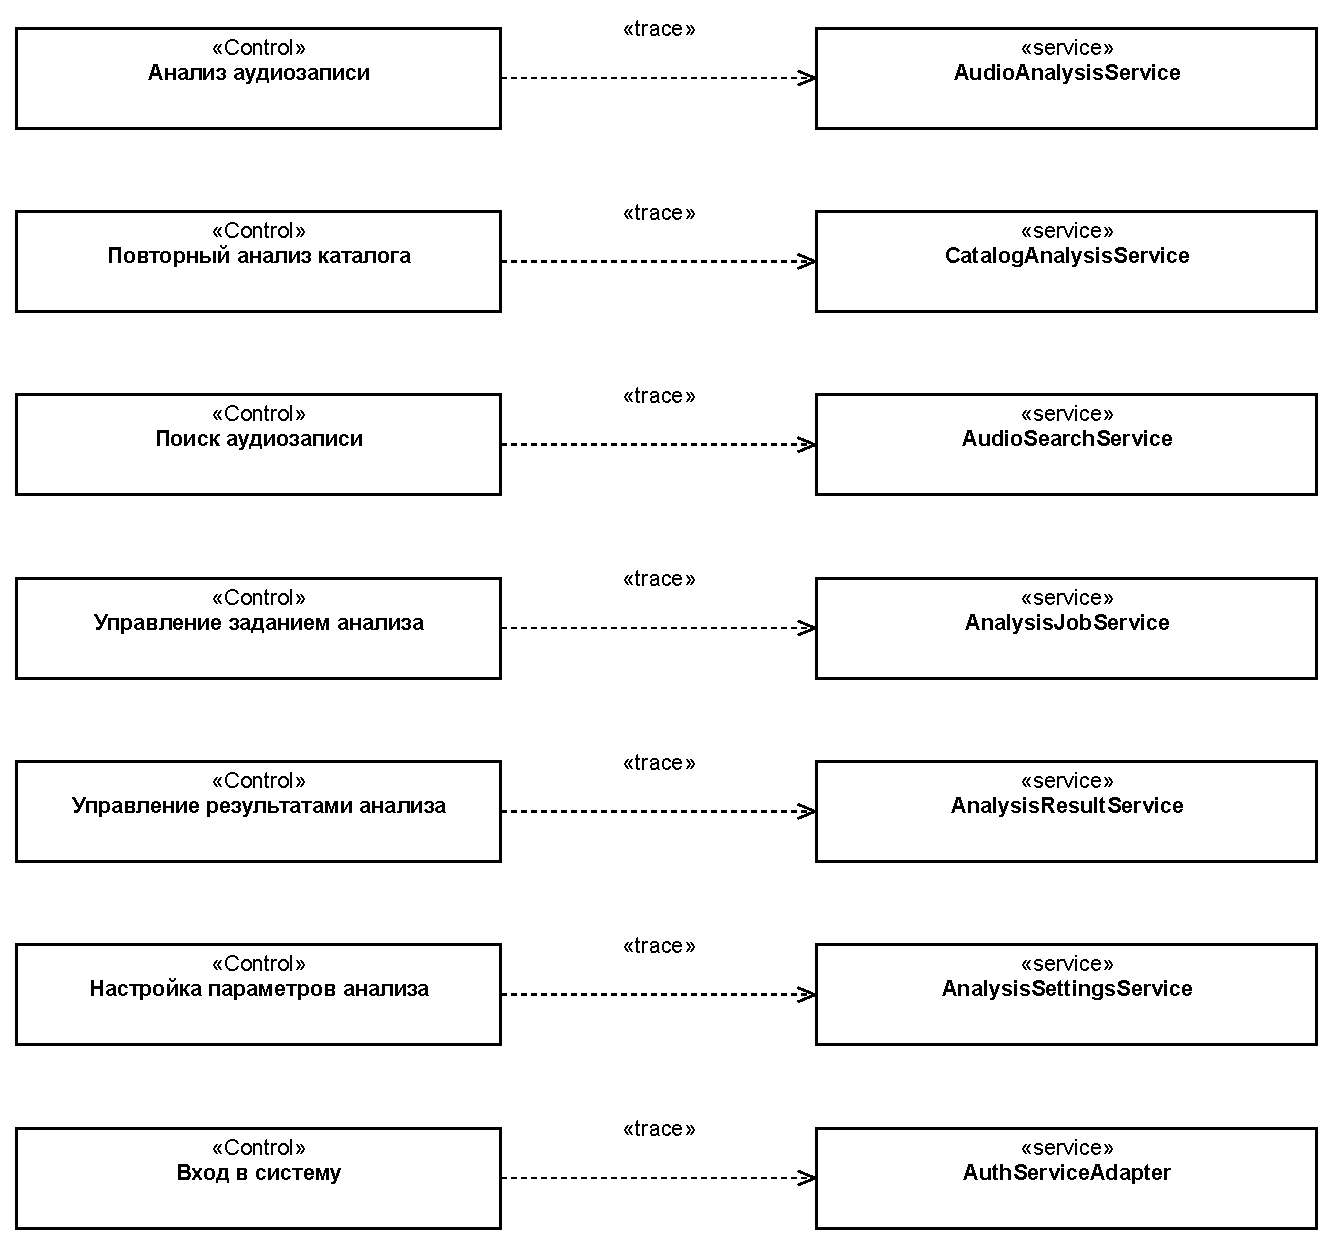 «trace»
«Control»
Анализ аудиозаписи
«service»
AudioAnalysisService
«trace»
«Control»
Повторный анализ каталога
«service»
CatalogAnalysisService
«trace»
«Control»
Поиск аудиозаписи
«service»
AudioSearchService
«trace»
«Control»
Управление заданием анализа
«service»
AnalysisJobService
«trace»
«Control»
Управление результатами анализа
«service»
AnalysisResultService
«trace»
«Control»
Настройка параметров анализа
«service»
AnalysisSettingsService
«trace»
«Control»
Вход в систему
«service»
AuthServiceAdapter